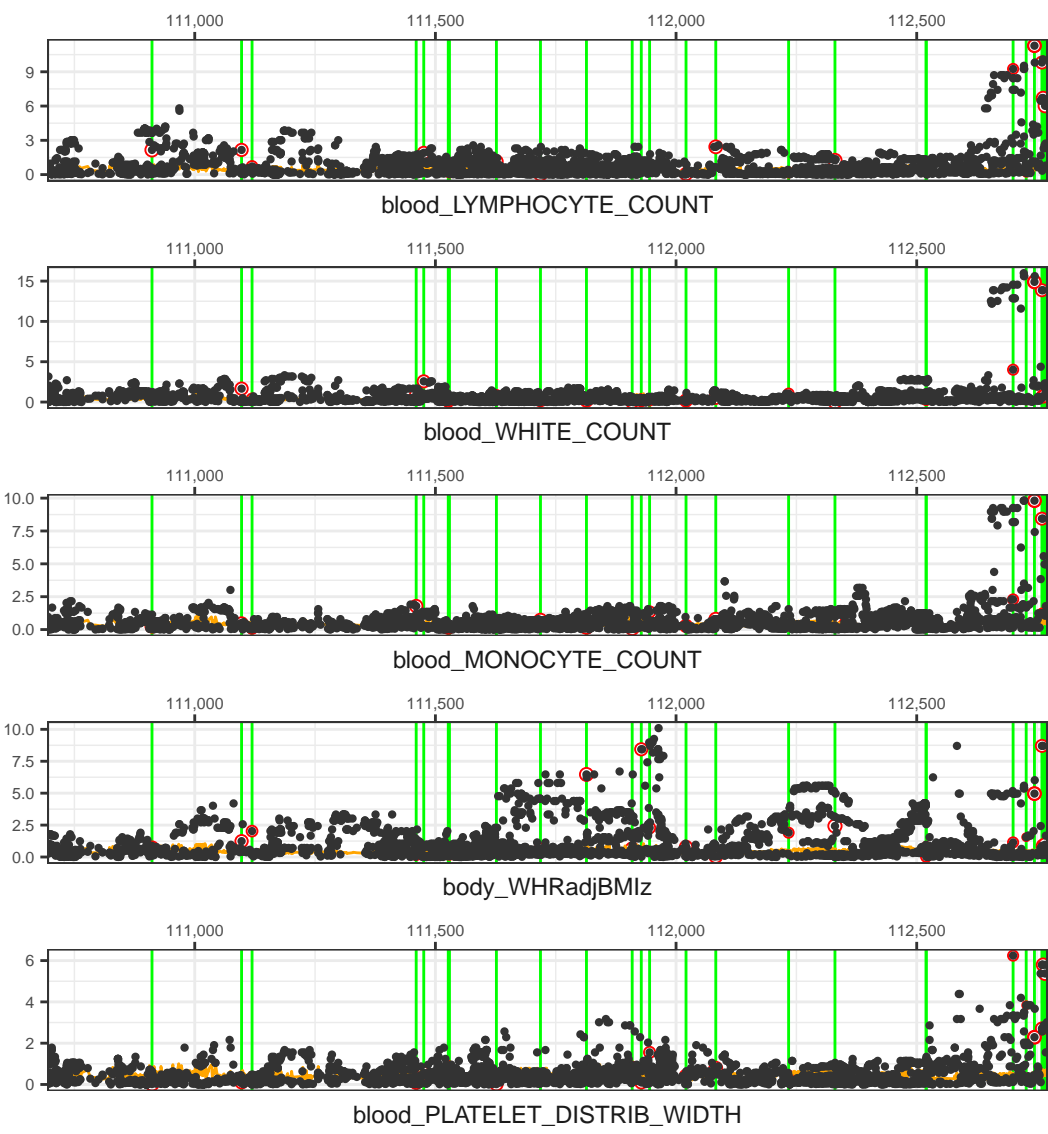 111,000 111,500 112,000 112,500
9
6
3
0
blood_LYMPHOCYTE_COUNT
111,000 111,500 112,000 112,500
15
10
5
0
blood_WHITE_COUNT
111,000 111,500 112,000 112,500
10.0
7.5
5.0
2.5
0.0
blood_MONOCYTE_COUNT
111,000 111,500 112,000 112,500
10.0
7.5
5.0
2.5
0.0
body_WHRadjBMIz
111,000 111,500 112,000 112,500
6
4
2
0
blood_PLATELET_DISTRIB_WIDTH